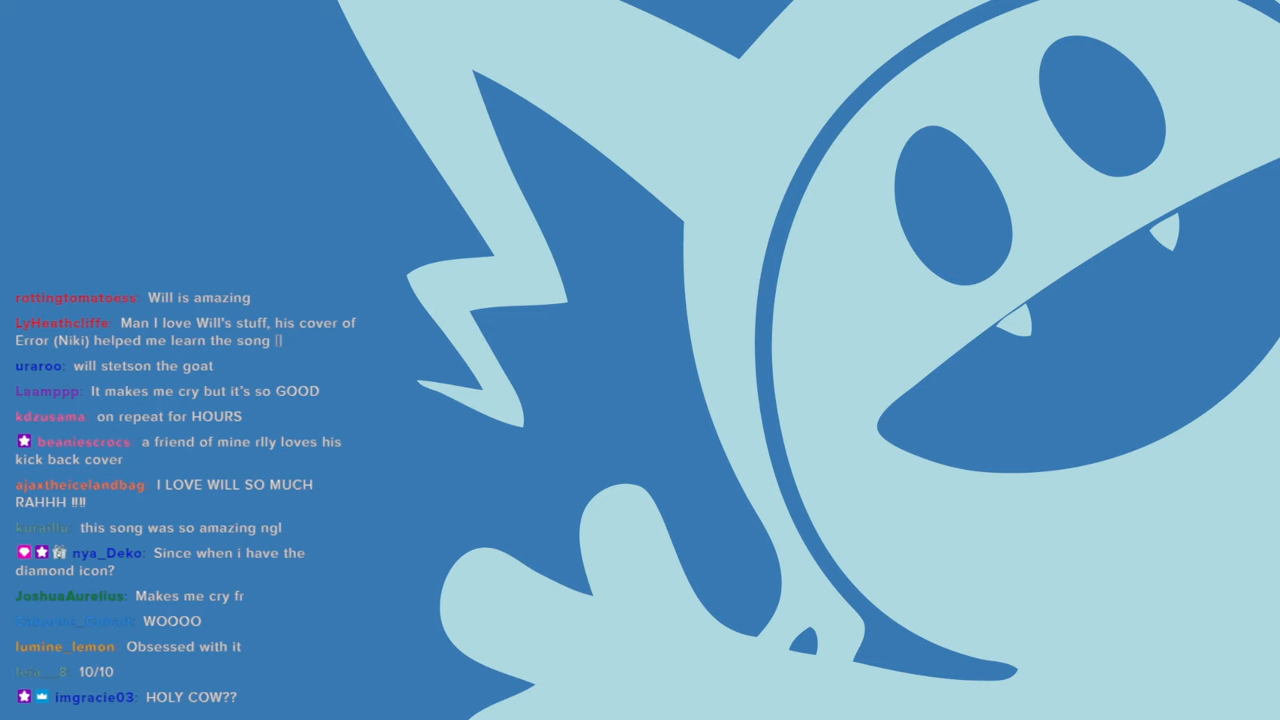 rottingtomatoess: Will is amazing
LyHeathcliffe: Man I love Will's stuff, his cover of
Error (Niki) helped me learn the song
uraroo: will stetson the goat
Laamppp: It makes me cry but it's so GOOD
kdzusama: on repeat for HOURS
beaniescrocs: a friend of mine rlly loves his
kick back cover
ajaxtheicelandbag: I LOVE WILL SO MUCH
RAHHH !!!!
this song was so amazing ngl
nya_Deko: Since when i have the
diamond icon?
JoshuaAurelius: Makes me cry fr
WOOOO
lumine_lemon: Obsessed with it
10/10
imgracie03: HOLY COW??